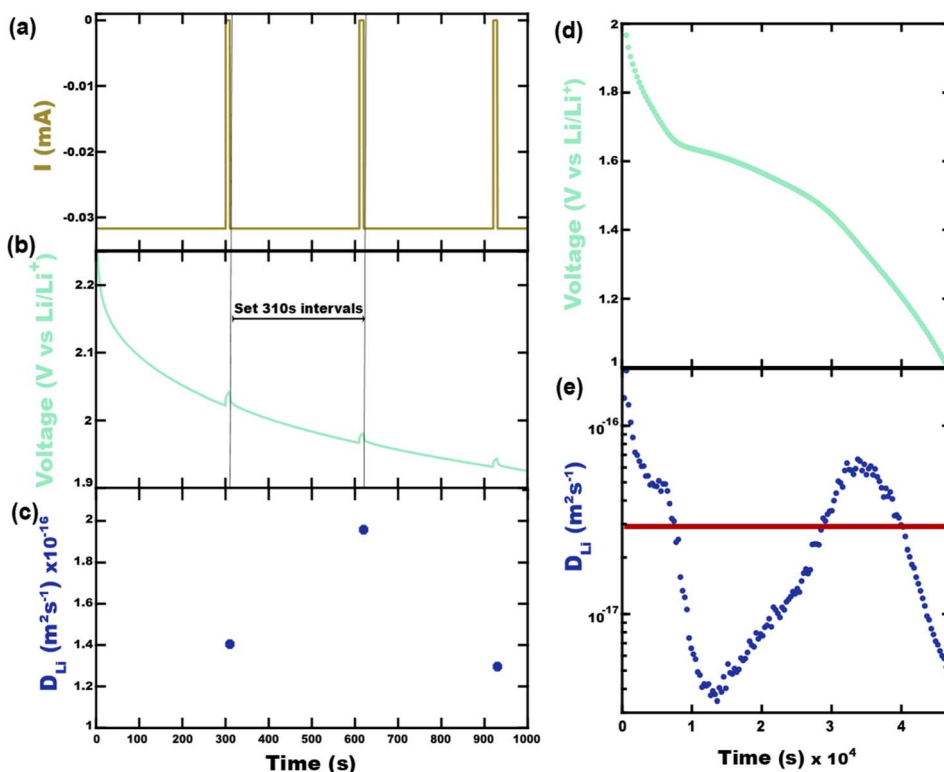 (a)
0
-0.01
-0.02
-0.03
I (mA)
(b)
2.2
2.1
2
1.9
Voltage (V vs Li/Li⁺)
Set 310s intervals
(c)
2
1.8
1.6
1.4
1.2
1
D_Li (m²s⁻¹) x10⁻¹⁶
0 100 200 300 400 500 600 700 800 900 1000
Time (s)
(d)
2
1.8
1.6
1.4
1.2
1
Voltage (V vs Li/Li⁺)
(e)
10⁻¹⁶
10⁻¹⁷
D_Li (m²s⁻¹)
0 1 2 3 4
Time (s) x 10⁴